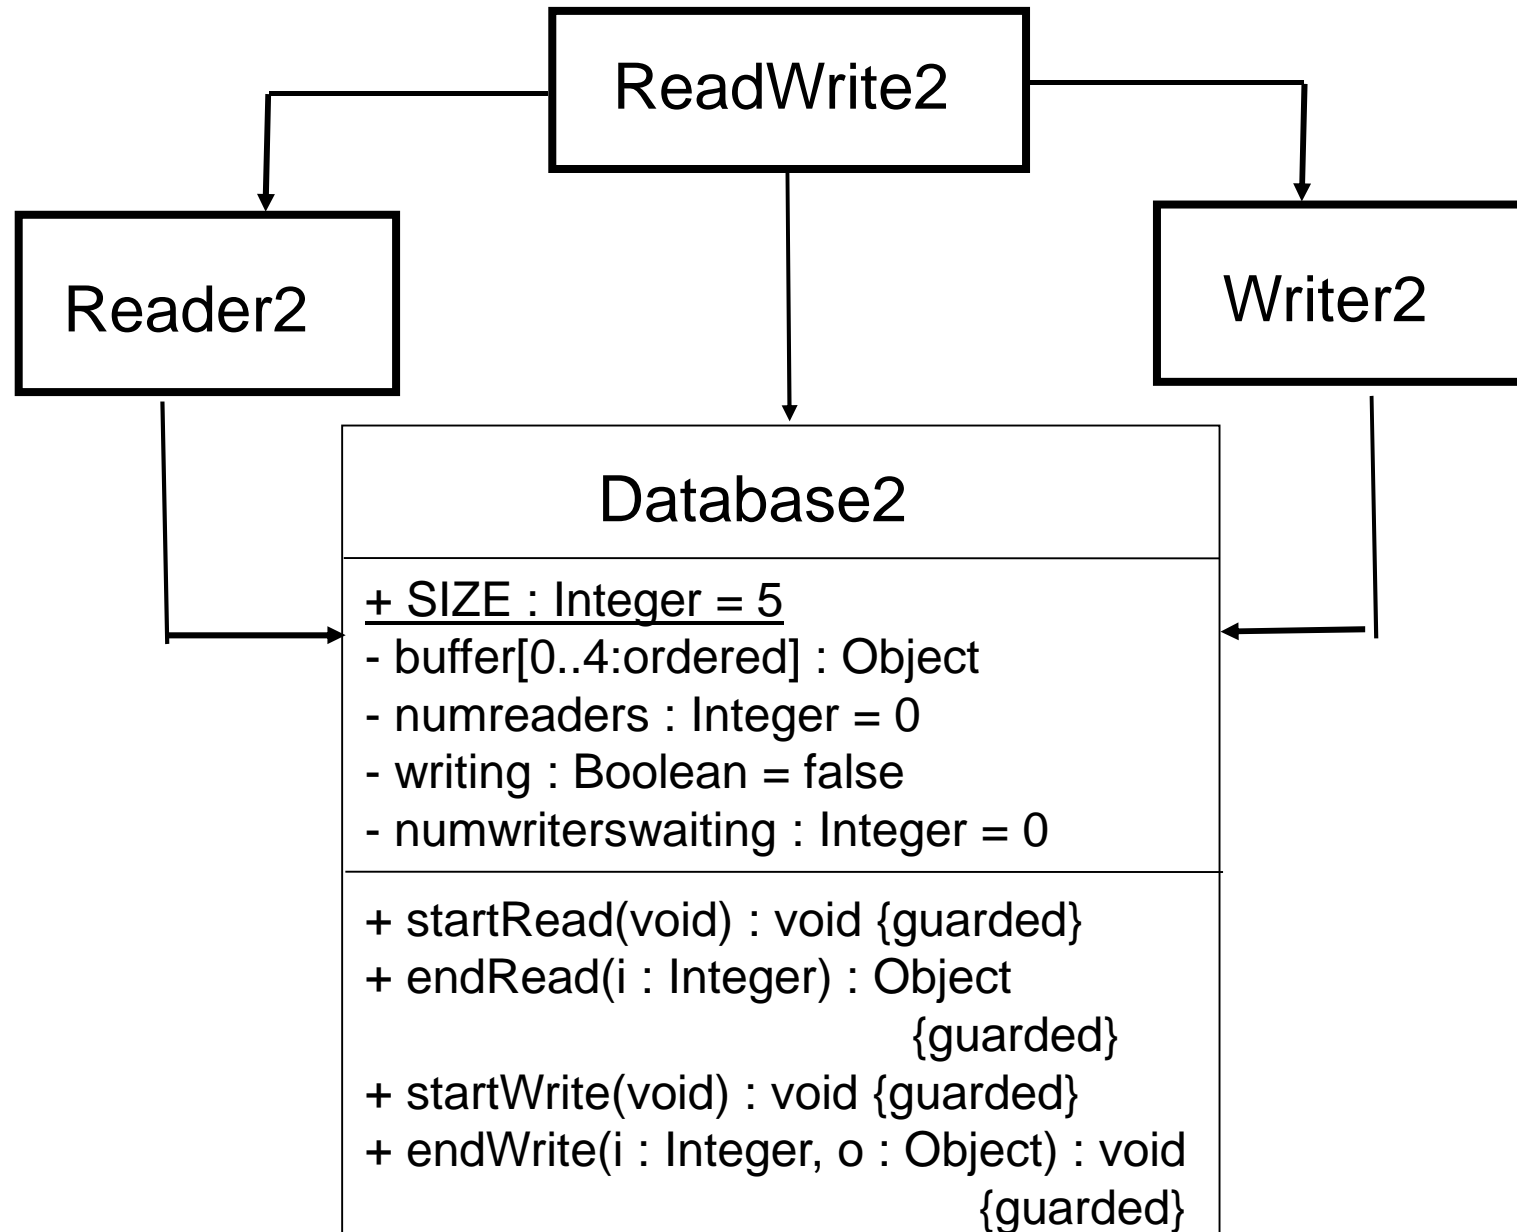 ReadWrite2
Reader2
Writer2
Database2
+ SIZE : Integer = 5
- buffer[0..4:ordered] : Object
- numreaders : Integer = 0
- writing : Boolean = false
- numwriterswaiting : Integer = 0
+ startRead(void) : void {guarded}
+ endRead(i : Integer) : Object
{guarded}
+ startWrite(void) : void {guarded}
+ endWrite(i : Integer, o : Object) : void
{guarded}